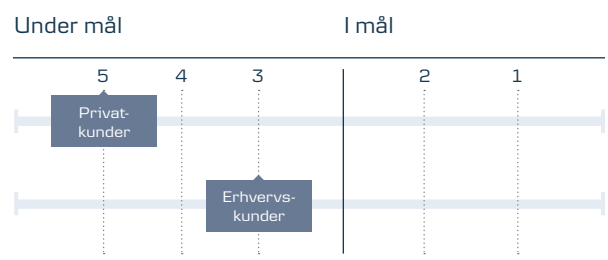 Under mål
I mål
5 4 3 2 1
Privat-
kunder
Erhvervs-
kunder